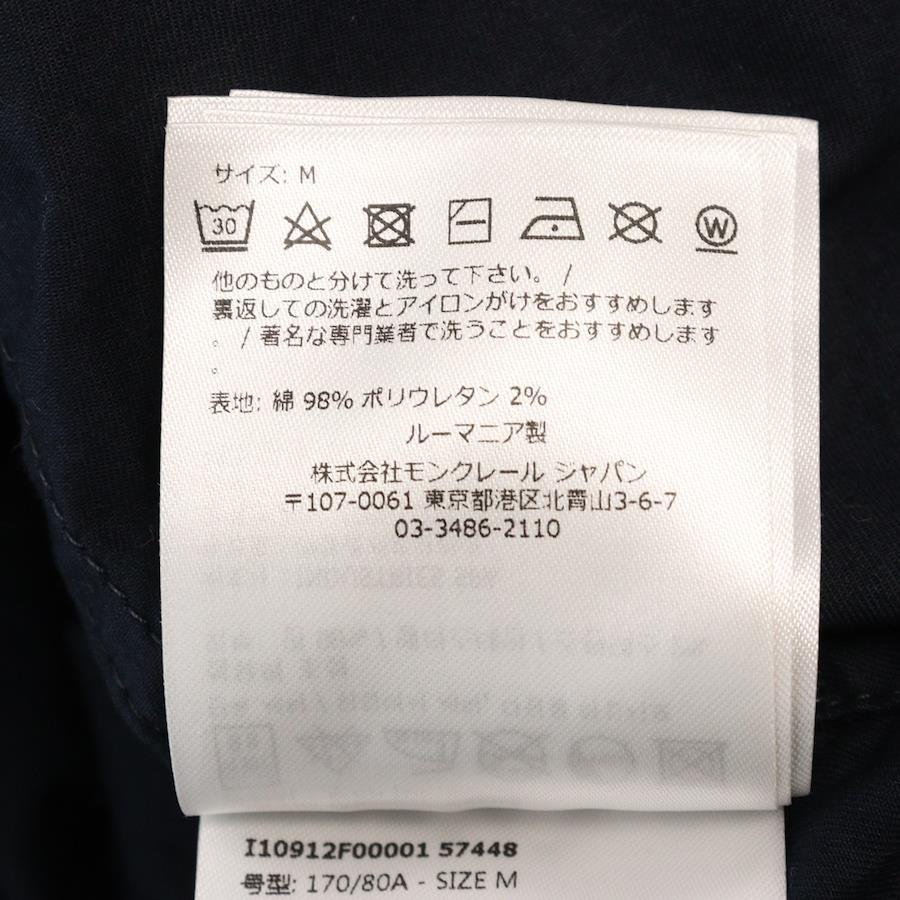 サイズ: M
30
W
他のものと分けて洗って下さい。 /
裏返しての洗濯とアイロンがけをおすすめします
。 / 著名な専門業者で洗うことをおすすめします
。
表地: 綿 98% ポリウレタン 2%
ルーマニア製
株式会社モンクレール ジャパン
〒107-0061 東京都港区北青山3-6-7
03-3486-2110
I10912F00001 57448
号型: 170/80A - SIZE M